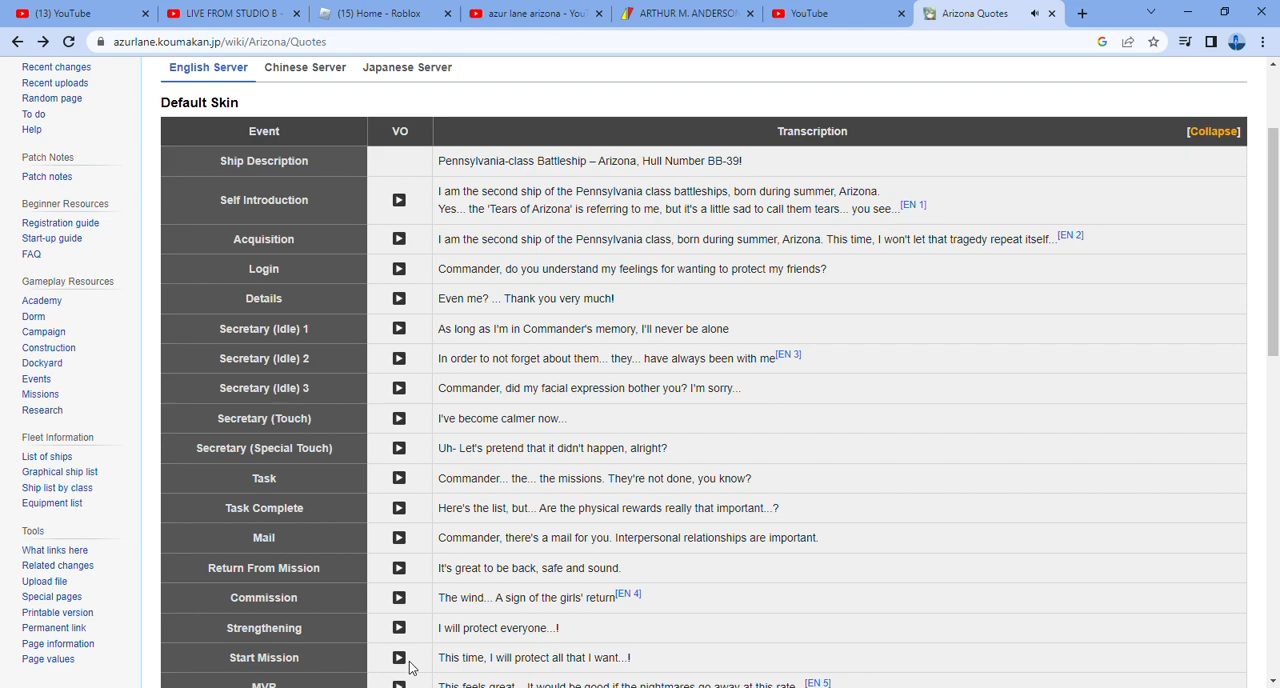 (13) YouTube
LIVE FROM STUDIO B -
(15) Home - Roblox
azur lane arizona - You
ARTHUR M. ANDERSON
YouTube
Arizona Quotes
azurlane.koumakan.jp/wiki/Arizona/Quotes
Recent changes
Recent uploads
Random page
To do
Help
Patch Notes
Patch notes
Beginner Resources
Registration guide
Start-up guide
FAQ
Gameplay Resources
Academy
Dorm
Campaign
Construction
Dockyard
Events
Missions
Research
Fleet Information
List of ships
Graphical ship list
Ship list by class
Equipment list
Tools
What links here
Related changes
Upload file
Special pages
Printable version
Permanent link
Page information
Page values
English Server Chinese Server Japanese Server
Default Skin
Event VO Transcription [Collapse]
Ship Description Pennsylvania-class Battleship – Arizona, Hull Number BB-39!
Self Introduction I am the second ship of the Pennsylvania class battleships, born during summer, Arizona.
Yes... the 'Tears of Arizona' is referring to me, but it's a little sad to call them tears... you see...[EN 1]
Acquisition I am the second ship of the Pennsylvania class, born during summer, Arizona. This time, I won't let that tragedy repeat itself...[EN 2]
Login Commander, do you understand my feelings for wanting to protect my friends?
Details Even me? ... Thank you very much!
Secretary (Idle) 1 As long as I'm in Commander's memory, I'll never be alone
Secretary (Idle) 2 In order to not forget about them... they... have always been with me[EN 3]
Secretary (Idle) 3 Commander, did my facial expression bother you? I'm sorry...
Secretary (Touch) I've become calmer now...
Secretary (Special Touch) Uh- Let's pretend that it didn't happen, alright?
Task Commander... the... the missions. They're not done, you know?
Task Complete Here's the list, but... Are the physical rewards really that important...?
Mail Commander, there's a mail for you. Interpersonal relationships are important.
Return From Mission It's great to be back, safe and sound.
Commission The wind... A sign of the girls' return[EN 4]
Strengthening I will protect everyone...!
Start Mission This time, I will protect all that I want...!
MVP This feels great... It would be good if the nightmares go away at this rate...[EN 5]